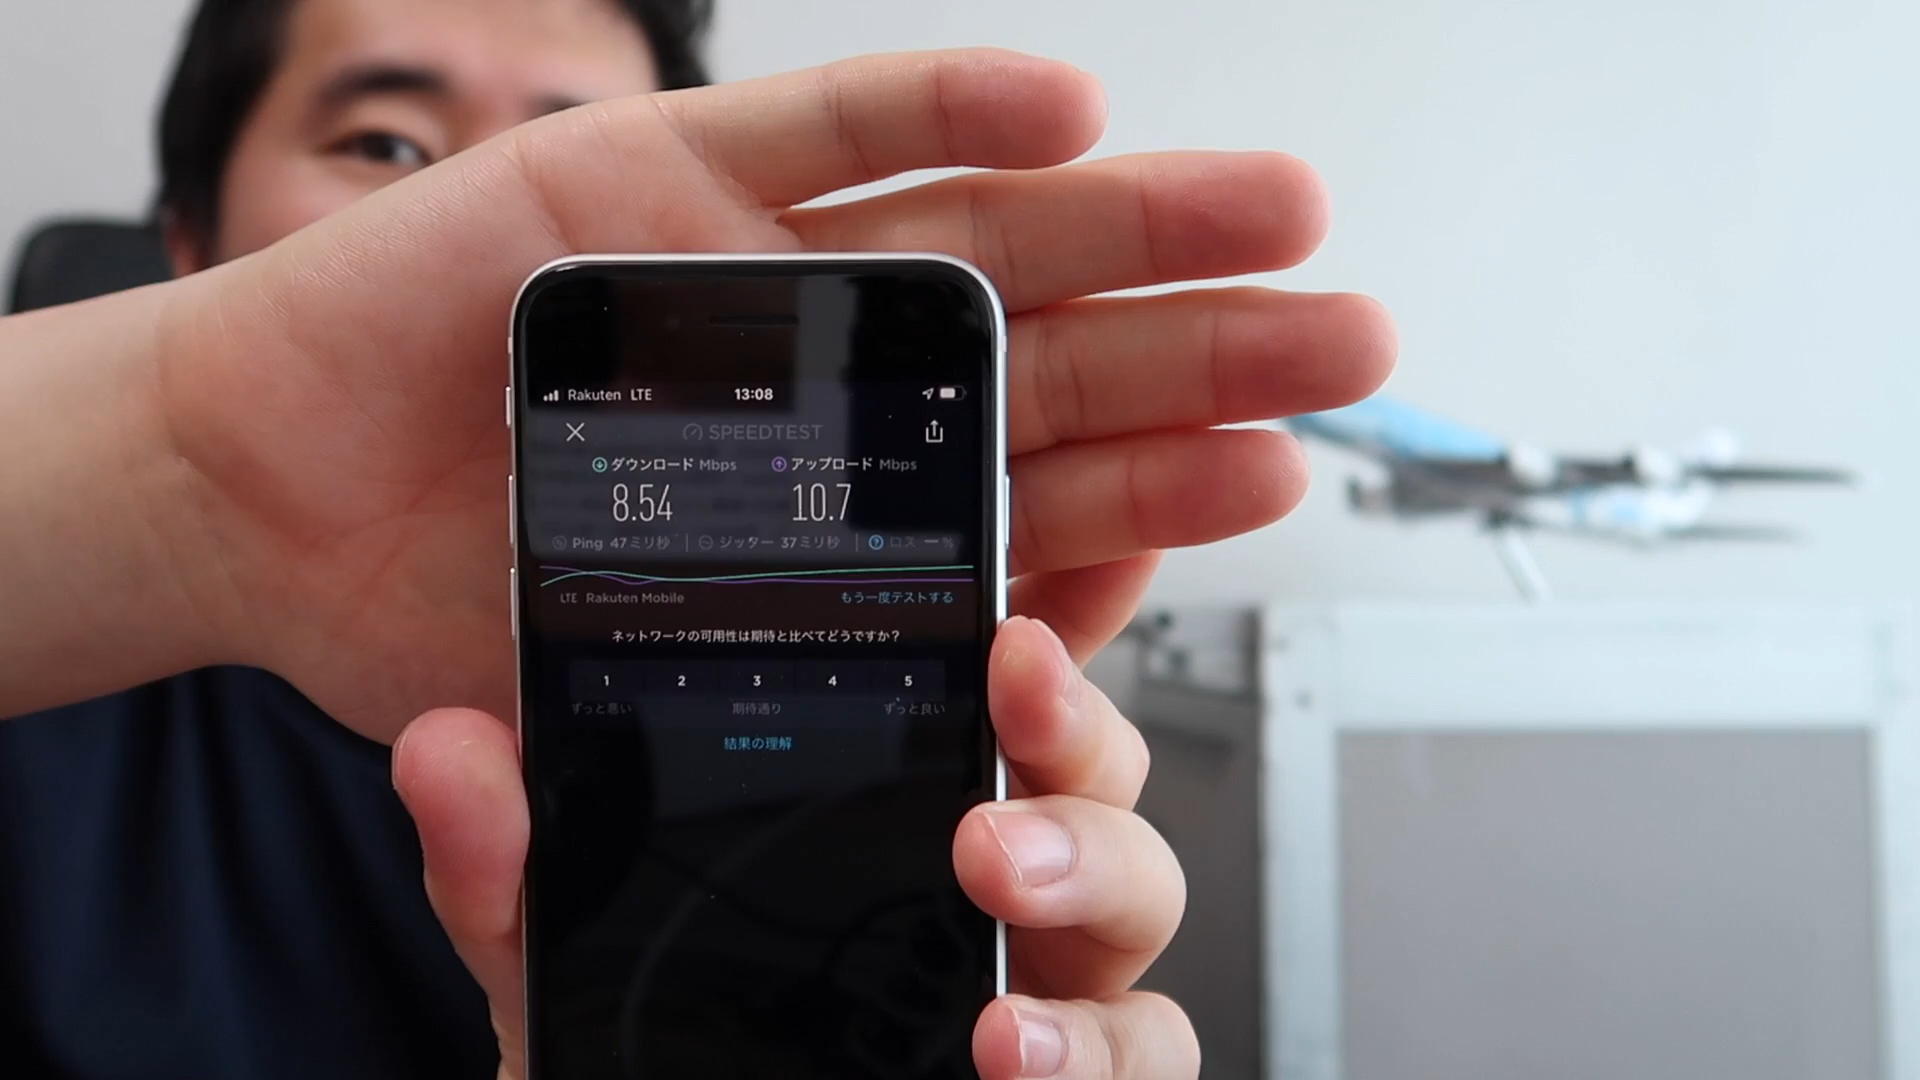 Rakuten LTE 13:08
SPEEDTEST
ダウンロード Mbps アップロード Mbps
8.54 10.7
Ping 47ミリ秒 ジッター 37ミリ秒 ロス ー %
LTE Rakuten Mobile もう一度テストする
ネットワークの可用性は期待と比べてどうですか？
1 2 3 4 5
ずっと悪い 期待通り ずっと良い
結果の理解